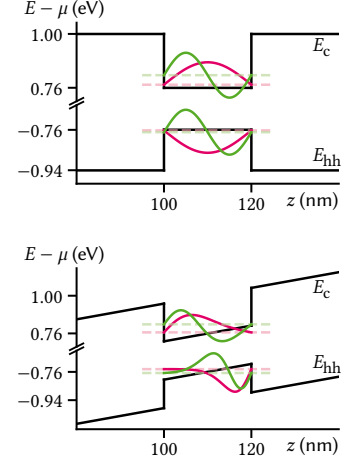 E − μ (eV)
1.00
E_c
0.76
−0.76
−0.94
E_hh
100
120
z (nm)
E − μ (eV)
1.00
E_c
0.76
−0.76
E_hh
−0.94
100
120
z (nm)